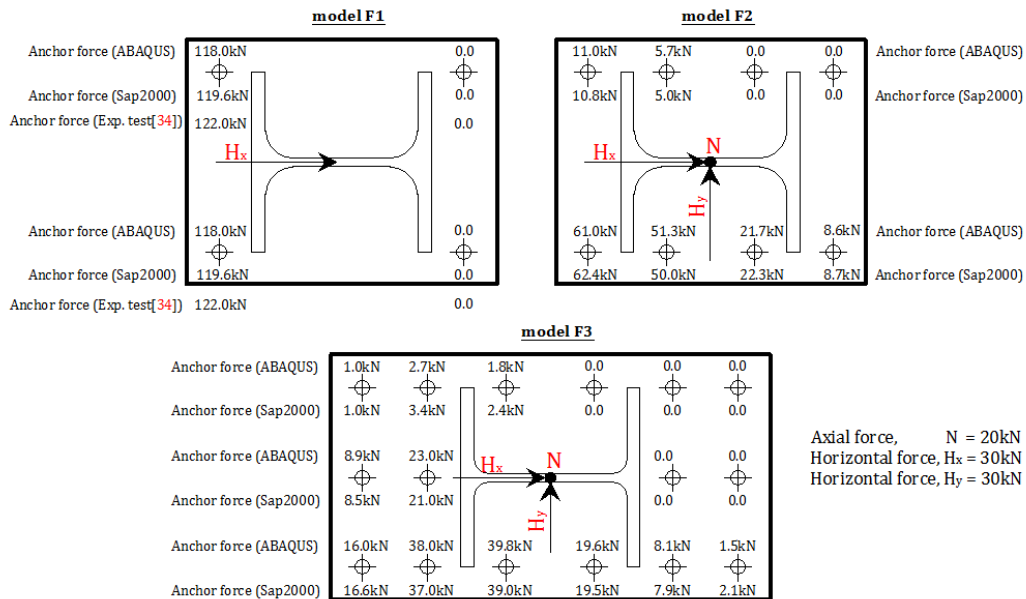 model F1
model F2
Anchor force (ABAQUS) 118.0kN 0.0
11.0kN 5.7kN 0.0 0.0 Anchor force (ABAQUS)
Anchor force (Sap2000) 119.6kN 0.0
10.8kN 5.0kN 0.0 0.0 Anchor force (Sap2000)
Anchor force (Exp. test[34]) 122.0kN 0.0
Hx
Hx N
Hy
Anchor force (ABAQUS) 118.0kN 0.0
61.0kN 51.3kN 21.7kN 8.6kN Anchor force (ABAQUS)
Anchor force (Sap2000) 119.6kN 0.0
62.4kN 50.0kN 22.3kN 8.7kN Anchor force (Sap2000)
Anchor force (Exp. test[34]) 122.0kN 0.0
model F3
Anchor force (ABAQUS) 1.0kN 2.7kN 1.8kN 0.0 0.0 0.0
Anchor force (Sap2000) 1.0kN 3.4kN 2.4kN 0.0 0.0 0.0
Anchor force (ABAQUS) 8.9kN 23.0kN 0.0 0.0
Hx N
Anchor force (Sap2000) 8.5kN 21.0kN 0.0 0.0
Hy
Anchor force (ABAQUS) 16.0kN 38.0kN 39.8kN 19.6kN 8.1kN 1.5kN
Anchor force (Sap2000) 16.6kN 37.0kN 39.0kN 19.5kN 7.9kN 2.1kN
Axial force, N = 20kN
Horizontal force, Hx = 30kN
Horizontal force, Hy = 30kN